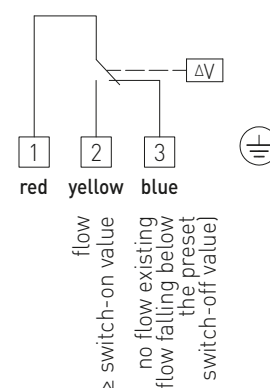 ΔV
1 2 3
red yellow blue
flow
≥ switch-on value
no flow existing
flow falling below
the preset
switch-off value)